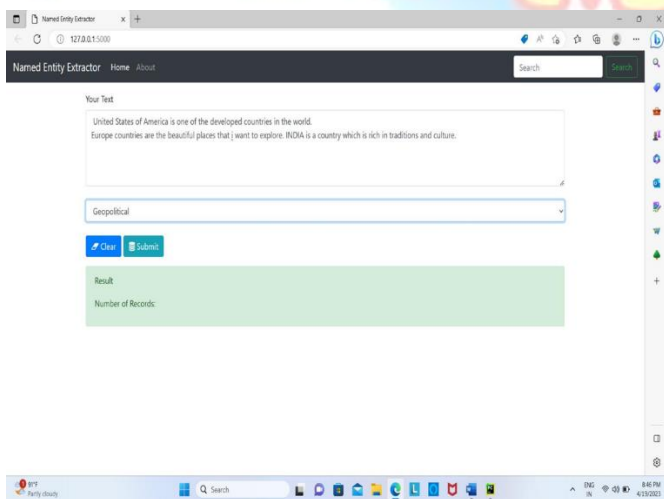 Named Entity Extractor
127.0.0.1:5000
Named Entity Extractor Home About Search Search
Your Text
United States of America is one of the developed countries in the world.
Europe countries are the beautiful places that i want to explore. INDIA is a country which is rich in traditions and culture.
Geopolitical
Clear Submit
Result
Number of Records:
Partly cloudy
Search
ENG
IN
8:46 PM